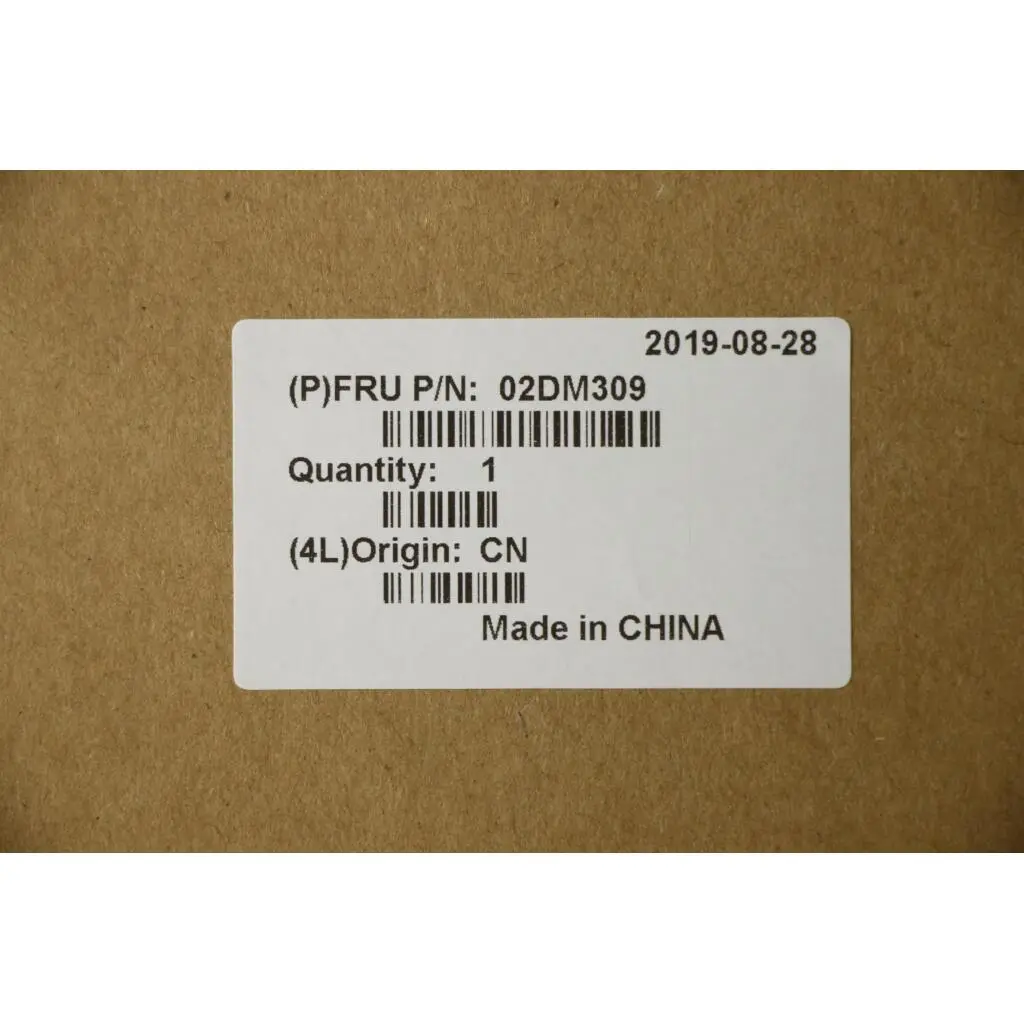 2019-08-28
(P)FRU P/N: 02DM309
Quantity: 1
(4L)Origin: CN
Made in CHINA